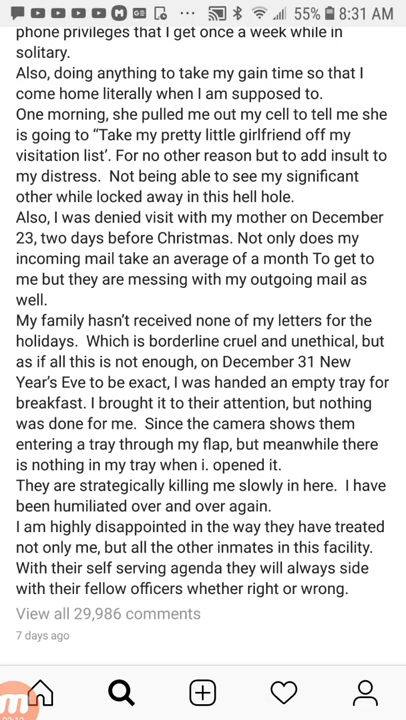 55% 8:31 AM
phone privileges that I get once a week while in
solitary.
Also, doing anything to take my gain time so that I
come home literally when I am supposed to.
One morning, she pulled me out my cell to tell me she
is going to “Take my pretty little girlfriend off my
visitation list’. For no other reason but to add insult to
my distress.  Not being able to see my significant
other while locked away in this hell hole.
Also, I was denied visit with my mother on December
23, two days before Christmas. Not only does my
incoming mail take an average of a month To get to
me but they are messing with my outgoing mail as
well.
My family hasn’t received none of my letters for the
holidays.  Which is borderline cruel and unethical, but
as if all this is not enough, on December 31 New
Year’s Eve to be exact, I was handed an empty tray for
breakfast. I brought it to their attention, but nothing
was done for me.  Since the camera shows them
entering a tray through my flap, but meanwhile there
is nothing in my tray when i. opened it.
They are strategically killing me slowly in here.  I have
been humiliated over and over again.
I am highly disappointed in the way they have treated
not only me, but all the other inmates in this facility.
With their self serving agenda they will always side
with their fellow officers whether right or wrong.
View all 29,986 comments
7 days ago